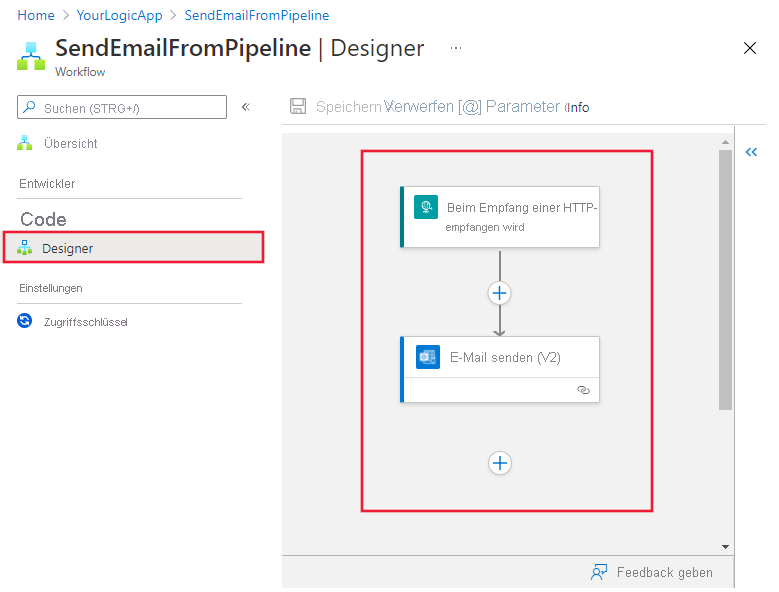 Home > YourLogicApp > SendEmailFromPipeline
SendEmailFromPipeline | Designer ...
Workflow
Suchen (STRG+/) «
Speichern Verwerfen [@] Parameter (Info
Übersicht
Entwickler
Code
Designer
Einstellungen
Zugriffsschlüssel
«
Beim Empfang einer HTTP-
empfangen wird
E-Mail senden (V2)
Feedback geben